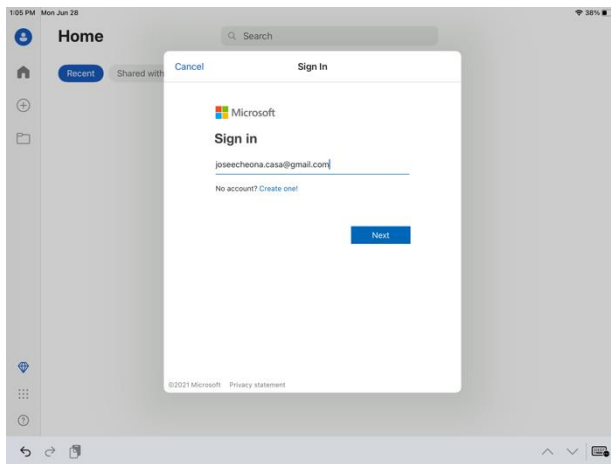 1:05 PM Mon Jun 28
38%
Home
Search
Recent
Shared with
Cancel
Sign In
Microsoft
Sign in
joseecheona.casa@gmail.com
No account? Create one!
Next
©2021 Microsoft Privacy statement